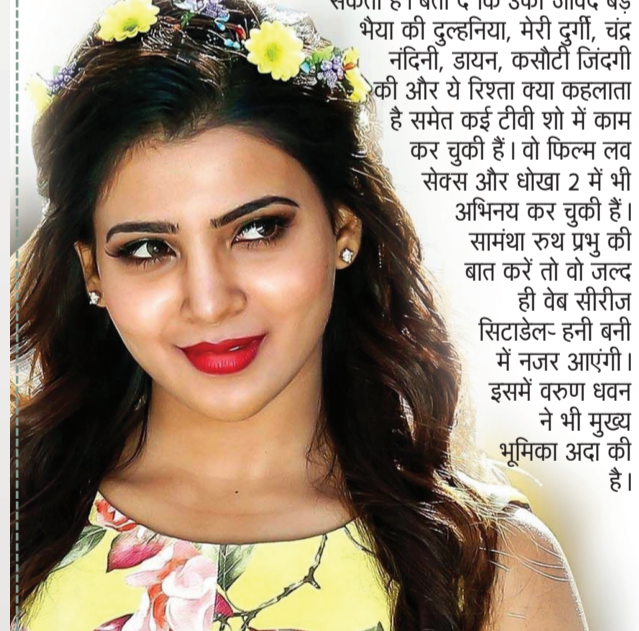 भैया की दुल्हनिया, मेरी दुर्गी, चंद्र
नंदिनी, डायन, कसौटी जिंदगी
की और ये रिश्ता क्या कहलाता
है समेत कई टीवी शो में काम
कर चुकी हैं। वो फिल्म लव
सेक्स और धोखा 2 में भी
अभिनय कर चुकी हैं।
सामंथा रुथ प्रभु की
बात करें तो वो जल्द
ही वेब सीरीज
सिटाडेल- हनी बनी
में नजर आएंगी।
इसमें वरुण धवन
ने भी मुख्य
भूमिका अदा की
है।